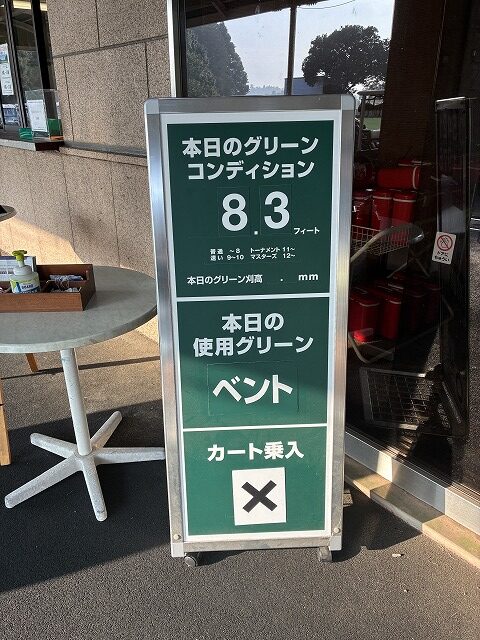 本日のグリーン
コンディション
8.3フィート
普通 ～8 トーナメント 11～
速い 9～10 マスターズ 12～
本日のグリーン刈高 . mm
本日の
使用グリーン
ベント
カート乗入
×